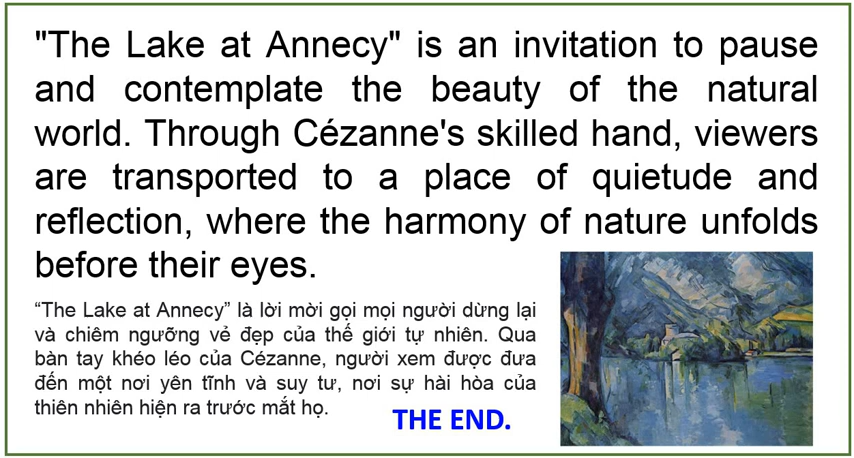 "The Lake at Annecy" is an invitation to pause
and contemplate the beauty of the natural
world. Through Cézanne's skilled hand, viewers
are transported to a place of quietude and
reflection, where the harmony of nature unfolds
before their eyes.
“The Lake at Annecy” là lời mời gọi mọi người dừng lại
và chiêm ngưỡng vẻ đẹp của thế giới tự nhiên. Qua
bàn tay khéo léo của Cézanne, người xem được đưa
đến một nơi yên tĩnh và suy tư, nơi sự hài hòa của
thiên nhiên hiện ra trước mắt họ.
THE END.